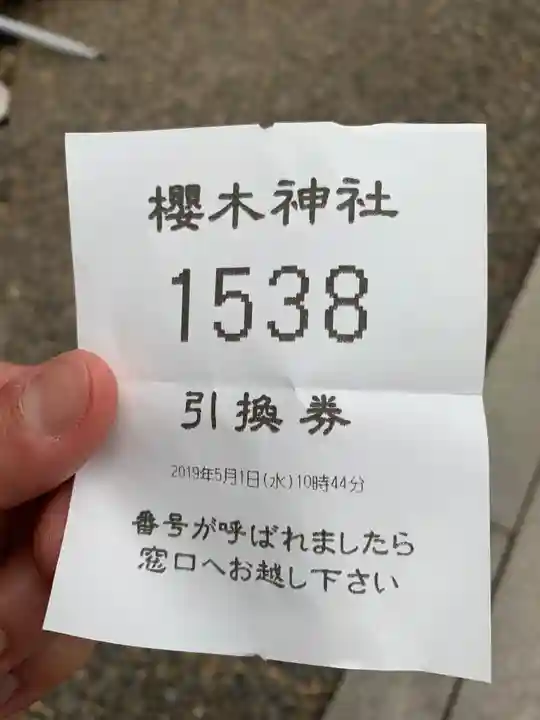 櫻木神社
1538
引換券
2019年5月1日(水)10時44分
番号が呼ばれましたら
窓口へお越し下さい